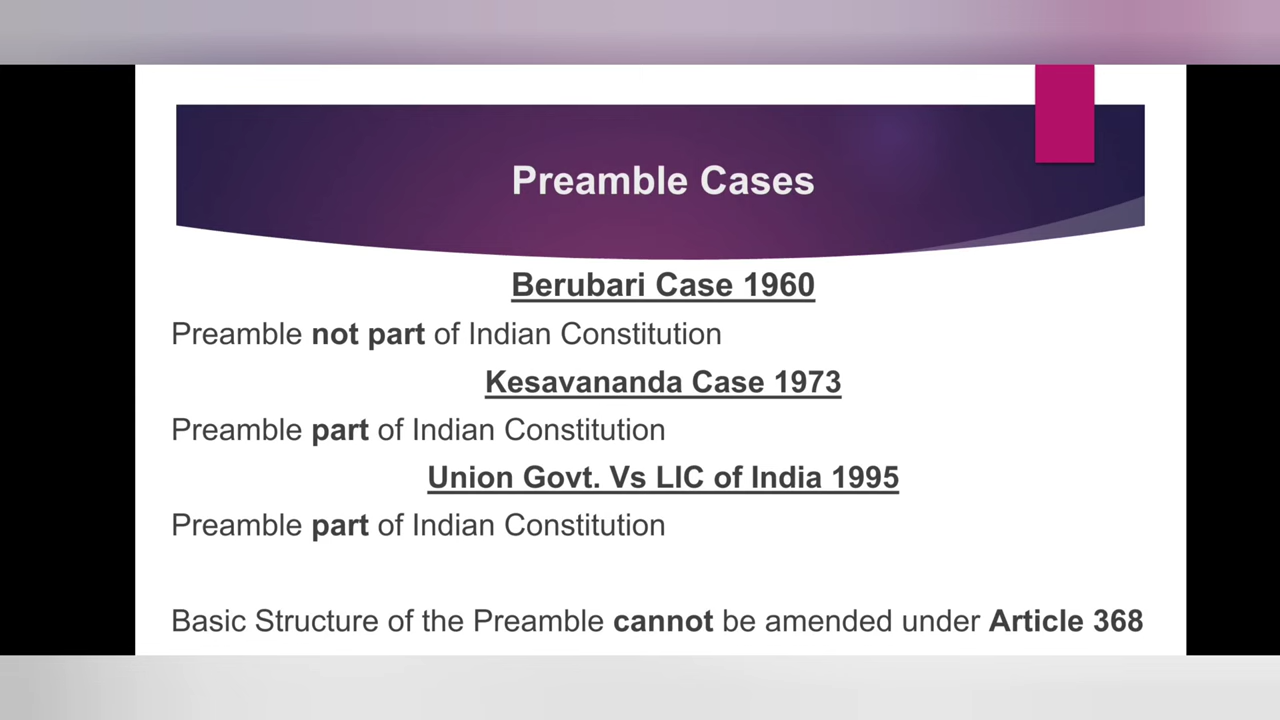 Preamble Cases
Berubari Case 1960
Preamble not part of Indian Constitution
Kesavananda Case 1973
Preamble part of Indian Constitution
Union Govt. Vs LIC of India 1995
Preamble part of Indian Constitution
Basic Structure of the Preamble cannot be amended under Article 368